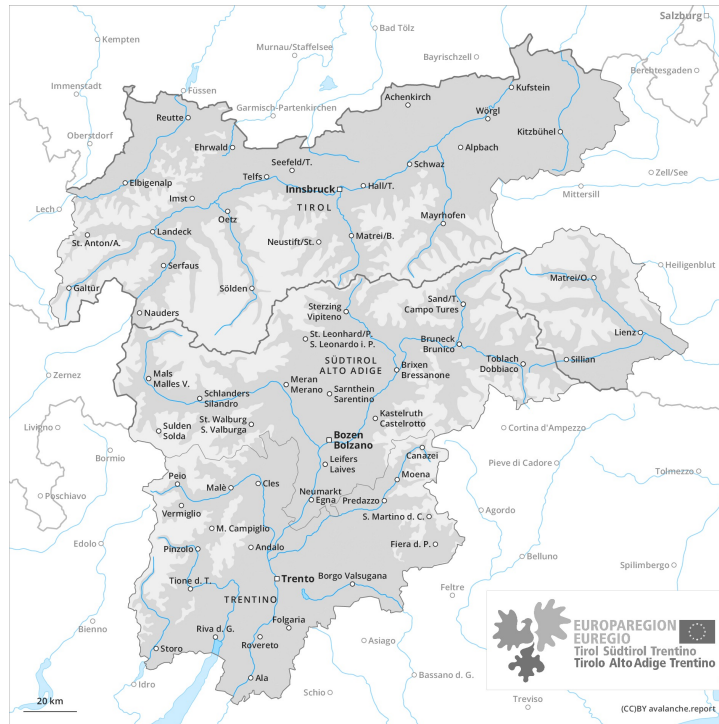 Salzburg
Kempten
Bad Tölz
Murnau/Staffelsee
Bayrischzell
Berchtesgaden
Immenstadt
Füssen
Kufstein
Garmisch-Partenkirchen
Achenkirch
Reutte
Wörgl
Oberstdorf
Kitzbühel
Ehrwald
Alpbach
Seefeld/T.
Schwaz
Telfs
Zell/See
Elbigenalp
Innsbruck
Hall/T.
Mittersill
Imst
TIROL
Lech
Oetz
Mayrhofen
Landeck
St. Anton/A.
Neustift/St.
Matrei/B.
Serfaus
Heiligenblut
Matrei/O.
Galtür
Sölden
Sand/T.
Campo Tures
Nauders
Sterzing
Vipiteno
Lienz
St. Leonhard/P.
S. Leonardo i. P.
Bruneck
Brunico
SÜDTIROL
ALTO ADIGE
Toblach
Dobbiaco
Sillian
Brixen
Bressanone
Zernez
Mals
Malles V.
Meran
Merano
Sarnthein
Sarentino
Schlanders
Silandro
Kastelruth
Castelrotto
St. Walburg
S. Valburga
Livigno
Sulden
Solda
Cortina d'Ampezzo
Bozen
Bolzano
Bormio
Canazei
Leifers
Laives
Pieve di Cadore
Tolmezzo
Peio
Moena
Malè
Cles
Poschiavo
Neumarkt
Egna
Predazzo
Vermiglio
Agordo
S. Martino d. C.
M. Campiglio
Edolo
Fiera d. P.
Pinzolo
Andalo
Belluno
Spilimbergo
Trento
Borgo Valsugana
Tione d. T.
Feltre
TRENTINO
Folgaria
Bienno
Riva d. G.
Asiago
Rovereto
Storo
Bassano d. G.
Ala
Idro
Schio
Treviso
EUROPAREGION
EUREGIO
Tirol Südtirol Trentino
Tirolo Alto Adige Trentino
20 km
(CC)BY avalanche.report